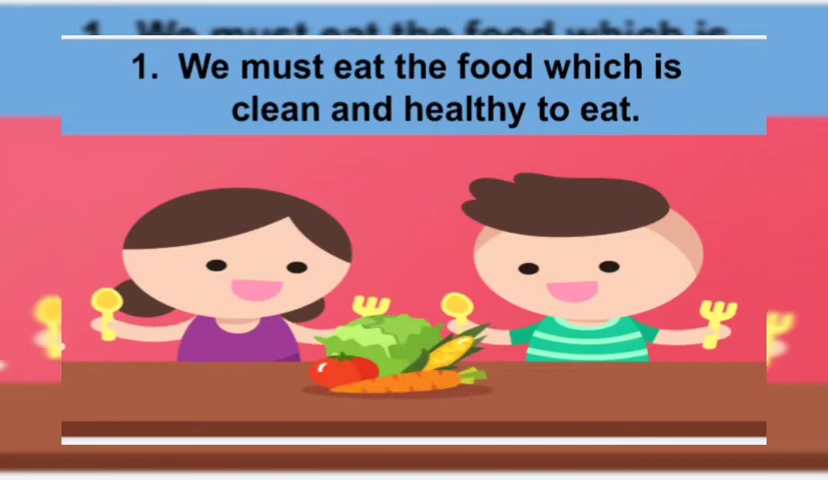 1. We must eat the food which is
clean and healthy to eat.